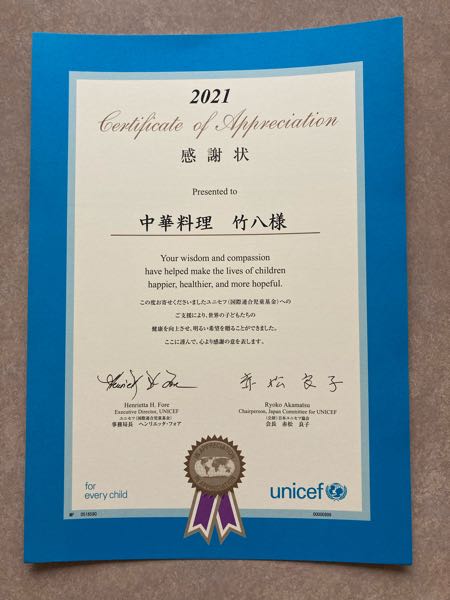 2021
Certificate of Appreciation
感謝状
Presented to
中華料理 竹八様
Your wisdom and compassion
have helped make the lives of children
happier, healthier, and more hopeful.
この度お寄せくださいましたユニセフ(国際連合児童基金)への
ご支援により、世界の子どもたちの
健康を向上させ、明るい希望を贈ることができました。
ここに謹んで、心より感謝の意を表します。
赤松良子
Henrietta H. Fore
Executive Director, UNICEF
ユニセフ(国際連合児童基金)
事務局長 ヘンリエッタ・フォア
Ryoko Akamatsu
Chairperson, Japan Committee for UNICEF
(公財)日本ユニセフ協会
会長 赤松 良子
for
every child
IN APPRECIATION
unicef